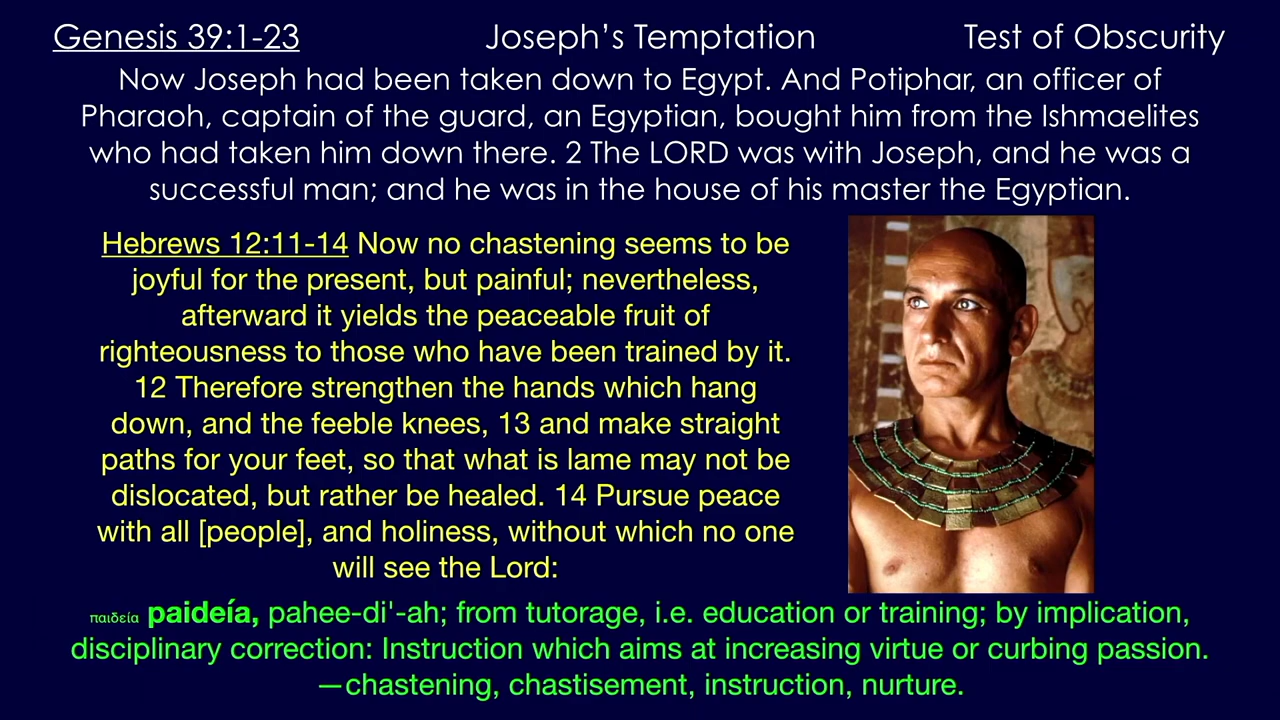 Genesis 39:1-23 Joseph’s Temptation Test of Obscurity
Now Joseph had been taken down to Egypt. And Potiphar, an officer of
Pharaoh, captain of the guard, an Egyptian, bought him from the Ishmaelites
who had taken him down there. 2 The LORD was with Joseph, and he was a
successful man; and he was in the house of his master the Egyptian.
Hebrews 12:11-14 Now no chastening seems to be
joyful for the present, but painful; nevertheless,
afterward it yields the peaceable fruit of
righteousness to those who have been trained by it.
12 Therefore strengthen the hands which hang
down, and the feeble knees, 13 and make straight
paths for your feet, so that what is lame may not be
dislocated, but rather be healed. 14 Pursue peace
with all [people], and holiness, without which no one
will see the Lord:
παιδεία paideía, pahee-di'-ah; from tutorage, i.e. education or training; by implication,
disciplinary correction: Instruction which aims at increasing virtue or curbing passion.
—chastening, chastisement, instruction, nurture.